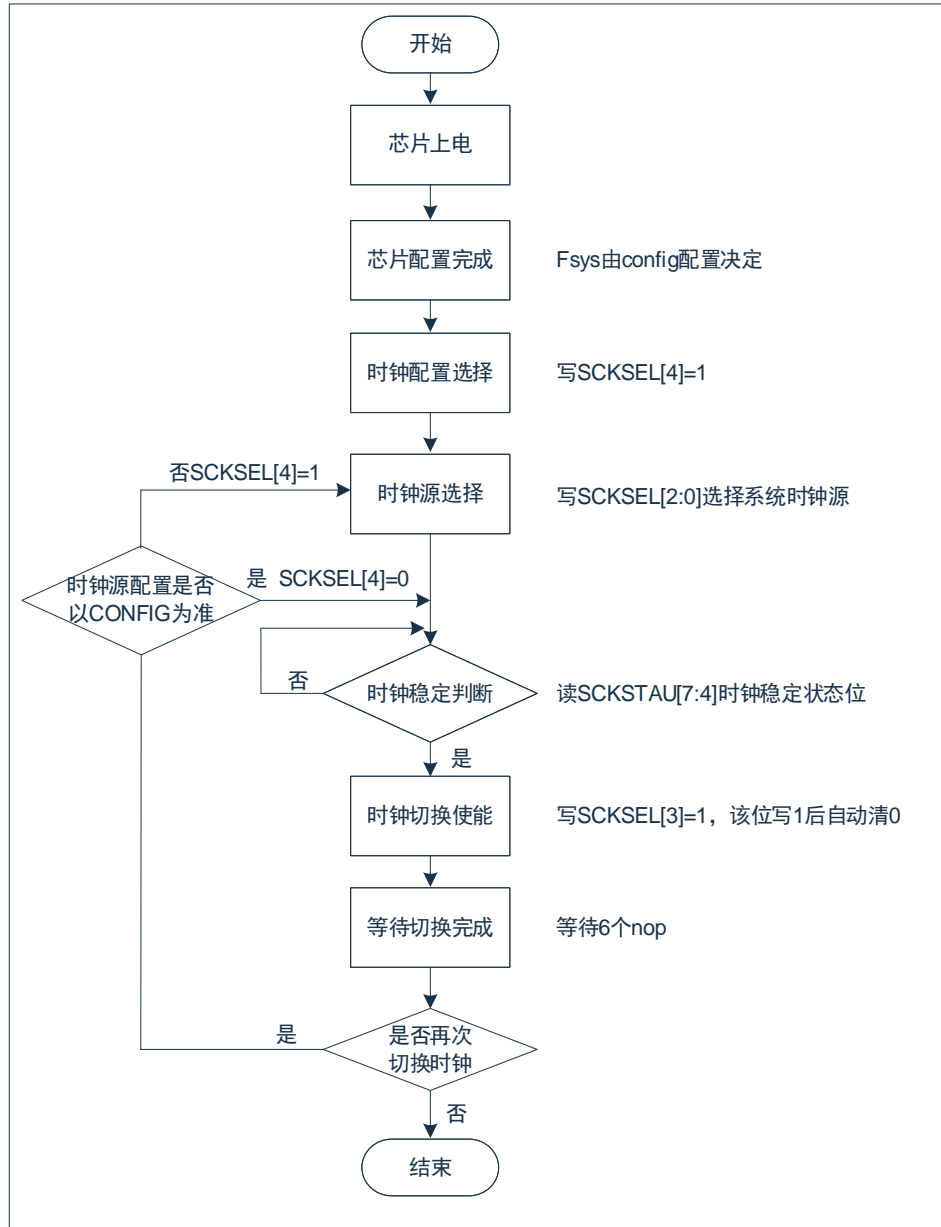 开始
芯片上电
芯片配置完成
Fsys由config配置决定
时钟配置选择
写SCKSEL[4]=1
否SCKSEL[4]=1
时钟源选择
写SCKSEL[2:0]选择系统时钟源
时钟源配置是否
以CONFIG为准
是 SCKSEL[4]=0
否
时钟稳定判断
读SCKSTAU[7:4]时钟稳定状态位
是
时钟切换使能
写SCKSEL[3]=1，该位写1后自动清0
等待切换完成
等待6个nop
是
是否再次
切换时钟
否
结束